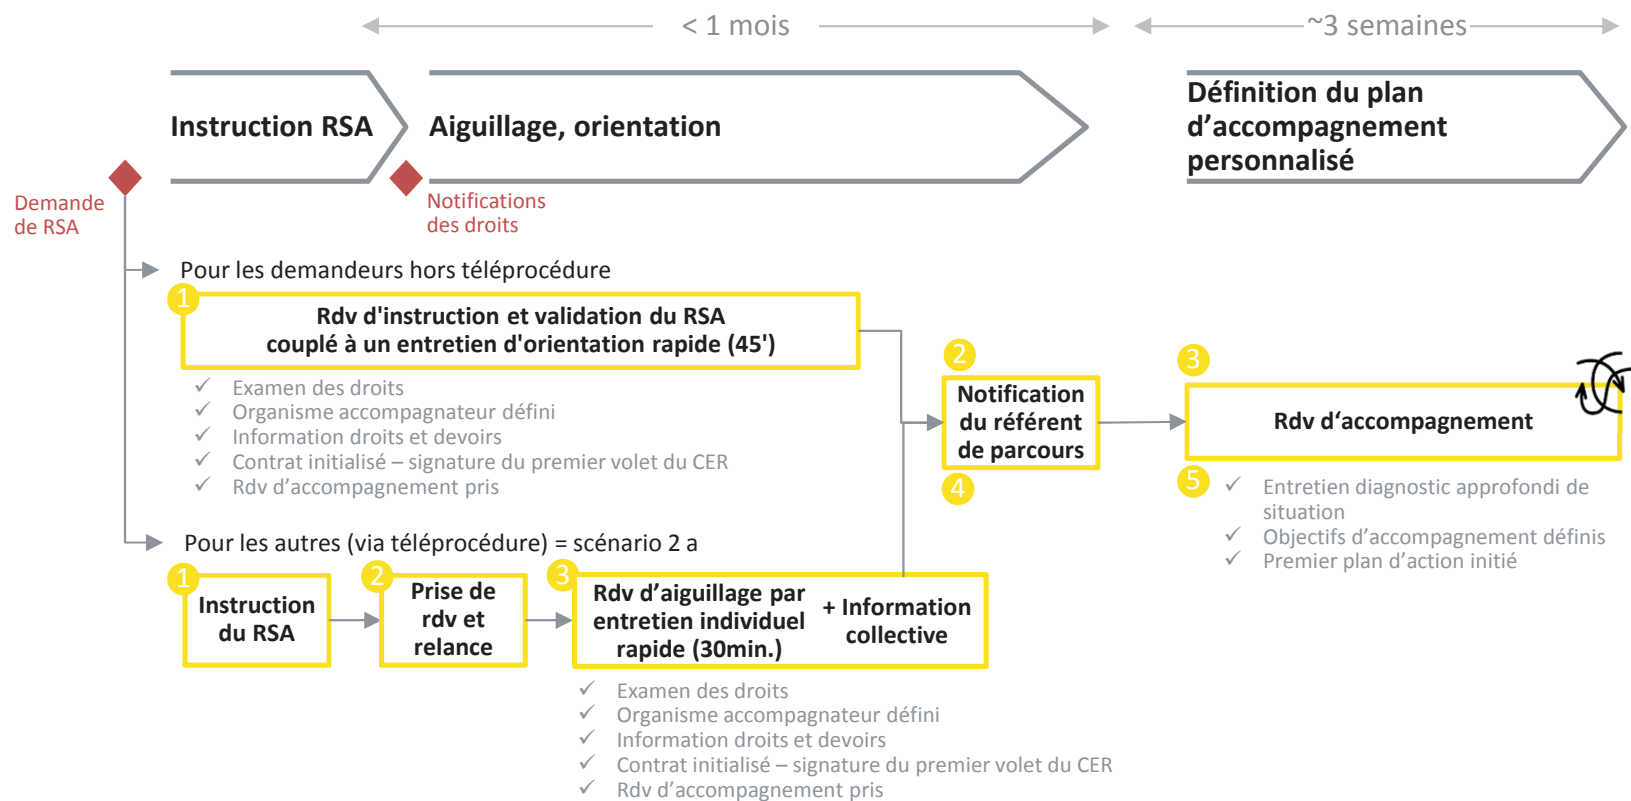 < 1 mois
~3 semaines
Instruction RSA
Aiguillage, orientation
Définition du plan
d’accompagnement
personnalisé
Demande
de RSA
Notifications
des droits
Pour les demandeurs hors téléprocédure
1
Rdv d'instruction et validation du RSA
couplé à un entretien d'orientation rapide (45')
✓ Examen des droits
✓ Organisme accompagnateur défini
✓ Information droits et devoirs
✓ Contrat initialisé – signature du premier volet du CER
✓ Rdv d’accompagnement pris
2
Notification
du référent
de parcours
4
3
Rdv d‘accompagnement
5
✓ Entretien diagnostic approfondi de
situation
✓ Objectifs d’accompagnement définis
✓ Premier plan d’action initié
Pour les autres (via téléprocédure) = scénario 2 a
1
Instruction
du RSA
2
Prise de
rdv et
relance
3
Rdv d’aiguillage par
entretien individuel
rapide (30min.)
+ Information
collective
✓ Examen des droits
✓ Organisme accompagnateur défini
✓ Information droits et devoirs
✓ Contrat initialisé – signature du premier volet du CER
✓ Rdv d’accompagnement pris